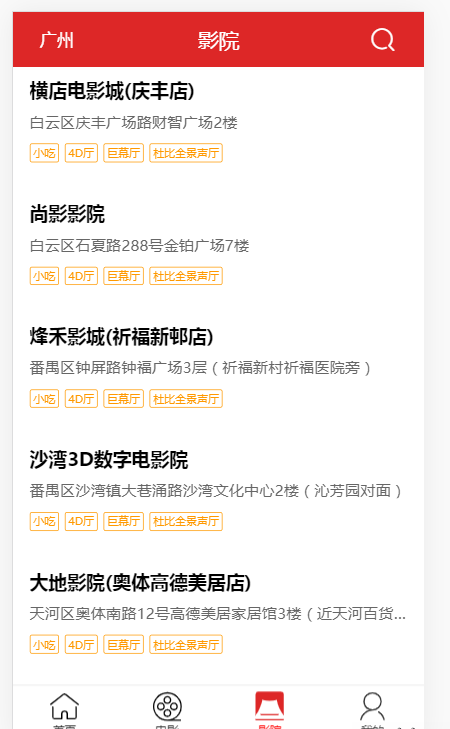 广州 影院
横店电影城(庆丰店)
白云区庆丰广场路财智广场2楼
小吃 4D厅 巨幕厅 杜比全景声厅
尚影影院
白云区石夏路288号金铂广场7楼
小吃 4D厅 巨幕厅 杜比全景声厅
烽禾影城(祈福新邨店)
番禺区钟屏路钟福广场3层（祈福新村祈福医院旁）
小吃 4D厅 巨幕厅 杜比全景声厅
沙湾3D数字电影院
番禺区沙湾镇大巷涌路沙湾文化中心2楼（沁芳园对面）
小吃 4D厅 巨幕厅 杜比全景声厅
大地影院(奥体高德美居店)
天河区奥体南路12号高德美居家居馆3楼（近天河百货...
小吃 4D厅 巨幕厅 杜比全景声厅
首页 电影 影院 我的